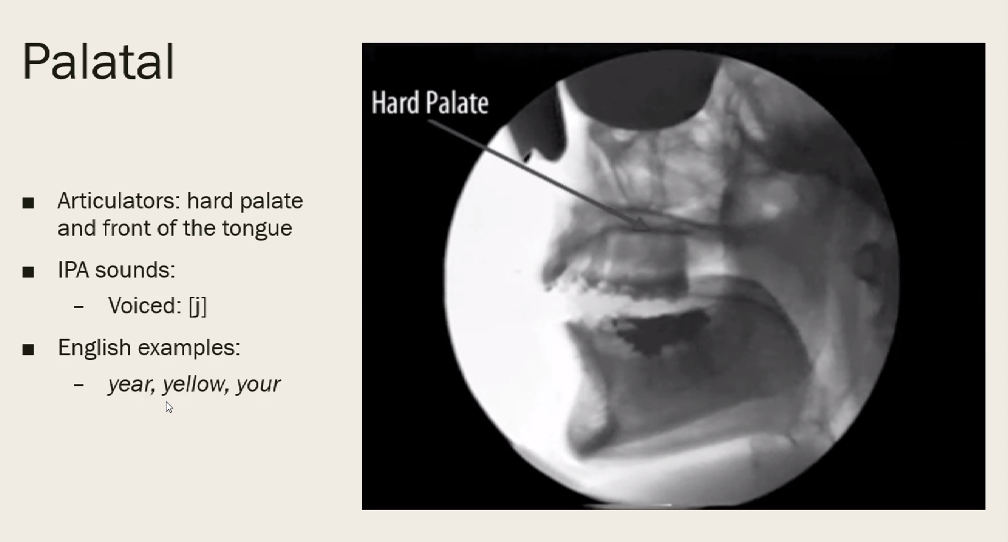 Palatal
Hard Palate
■ Articulators: hard palate
and front of the tongue
■ IPA sounds:
– Voiced: [j]
■ English examples:
– year, yellow, your